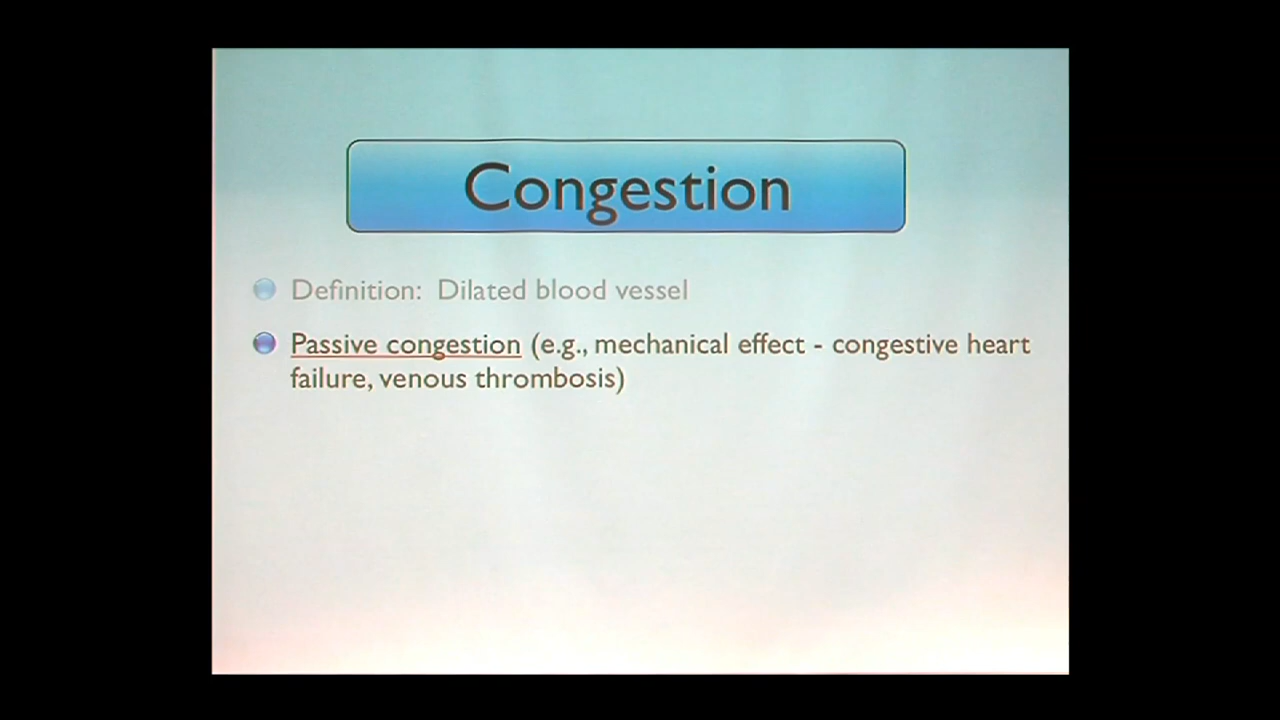 Congestion
Definition: Dilated blood vessel
Passive congestion (e.g., mechanical effect - congestive heart
failure, venous thrombosis)